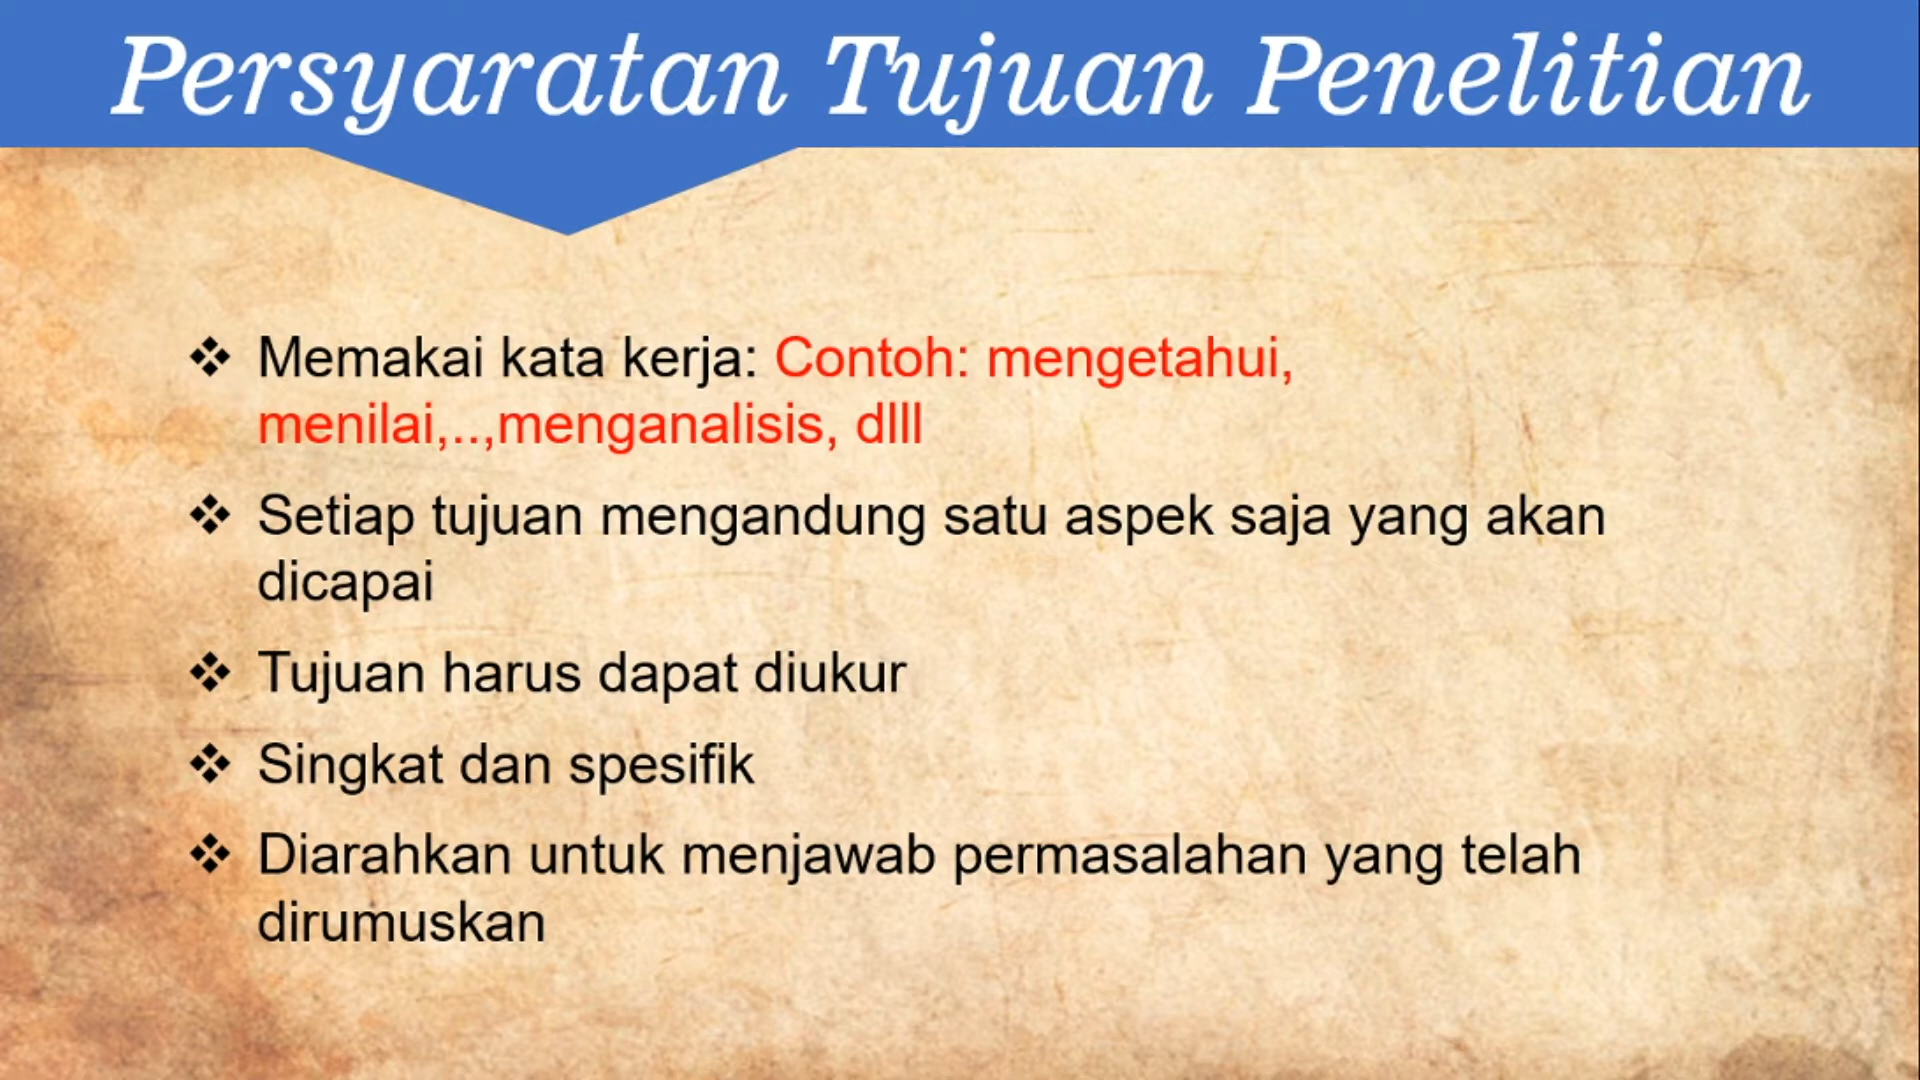 Persyaratan Tujuan Penelitian
❖ Memakai kata kerja: Contoh: mengetahui,
menilai,..,menganalisis, dlll
❖ Setiap tujuan mengandung satu aspek saja yang akan
dicapai
❖ Tujuan harus dapat diukur
❖ Singkat dan spesifik
❖ Diarahkan untuk menjawab permasalahan yang telah
dirumuskan